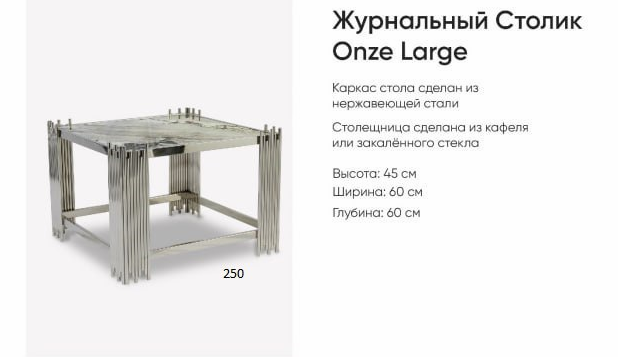 Журнальный Столик
Onze Large
Каркас стола сделан из
нержавеющей стали
Столещница сделана из кафеля
или закалённого стекла
Высота: 45 см
Ширина: 60 см
Глубина: 60 см
250